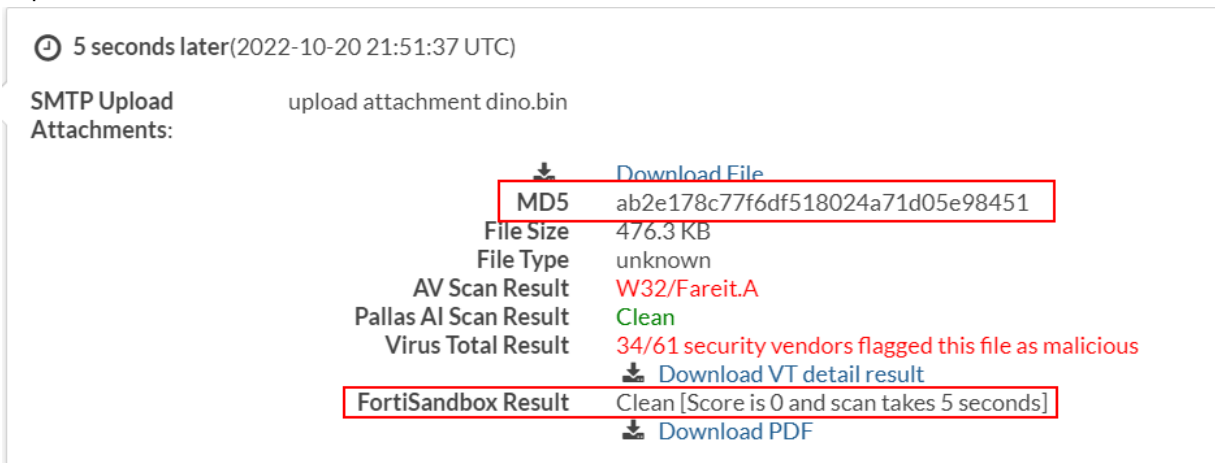 5 seconds later(2022-10-20 21:51:37 UTC)
SMTP Upload Attachments:
upload attachment dino.bin
Download File
MD5 ab2e178c77f6df518024a71d05e98451
File Size 476.3 KB
File Type unknown
AV Scan Result W32/Fareit.A
Pallas AI Scan Result Clean
Virus Total Result 34/61 security vendors flagged this file as malicious
Download VT detail result
FortiSandbox Result Clean [Score is 0 and scan takes 5 seconds]
Download PDF